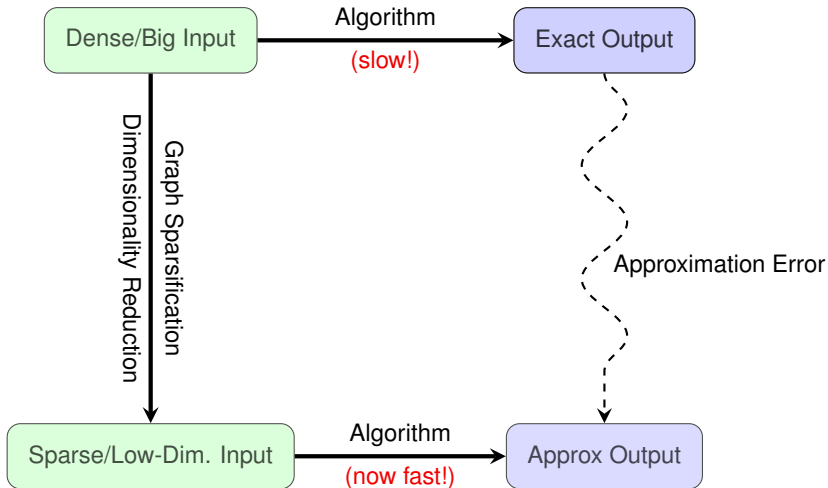 Dense/Big Input
Algorithm
(slow!)
Exact Output
Graph Sparsification
Dimensionality Reduction
Approximation Error
Sparse/Low-Dim. Input
Algorithm
(now fast!)
Approx Output